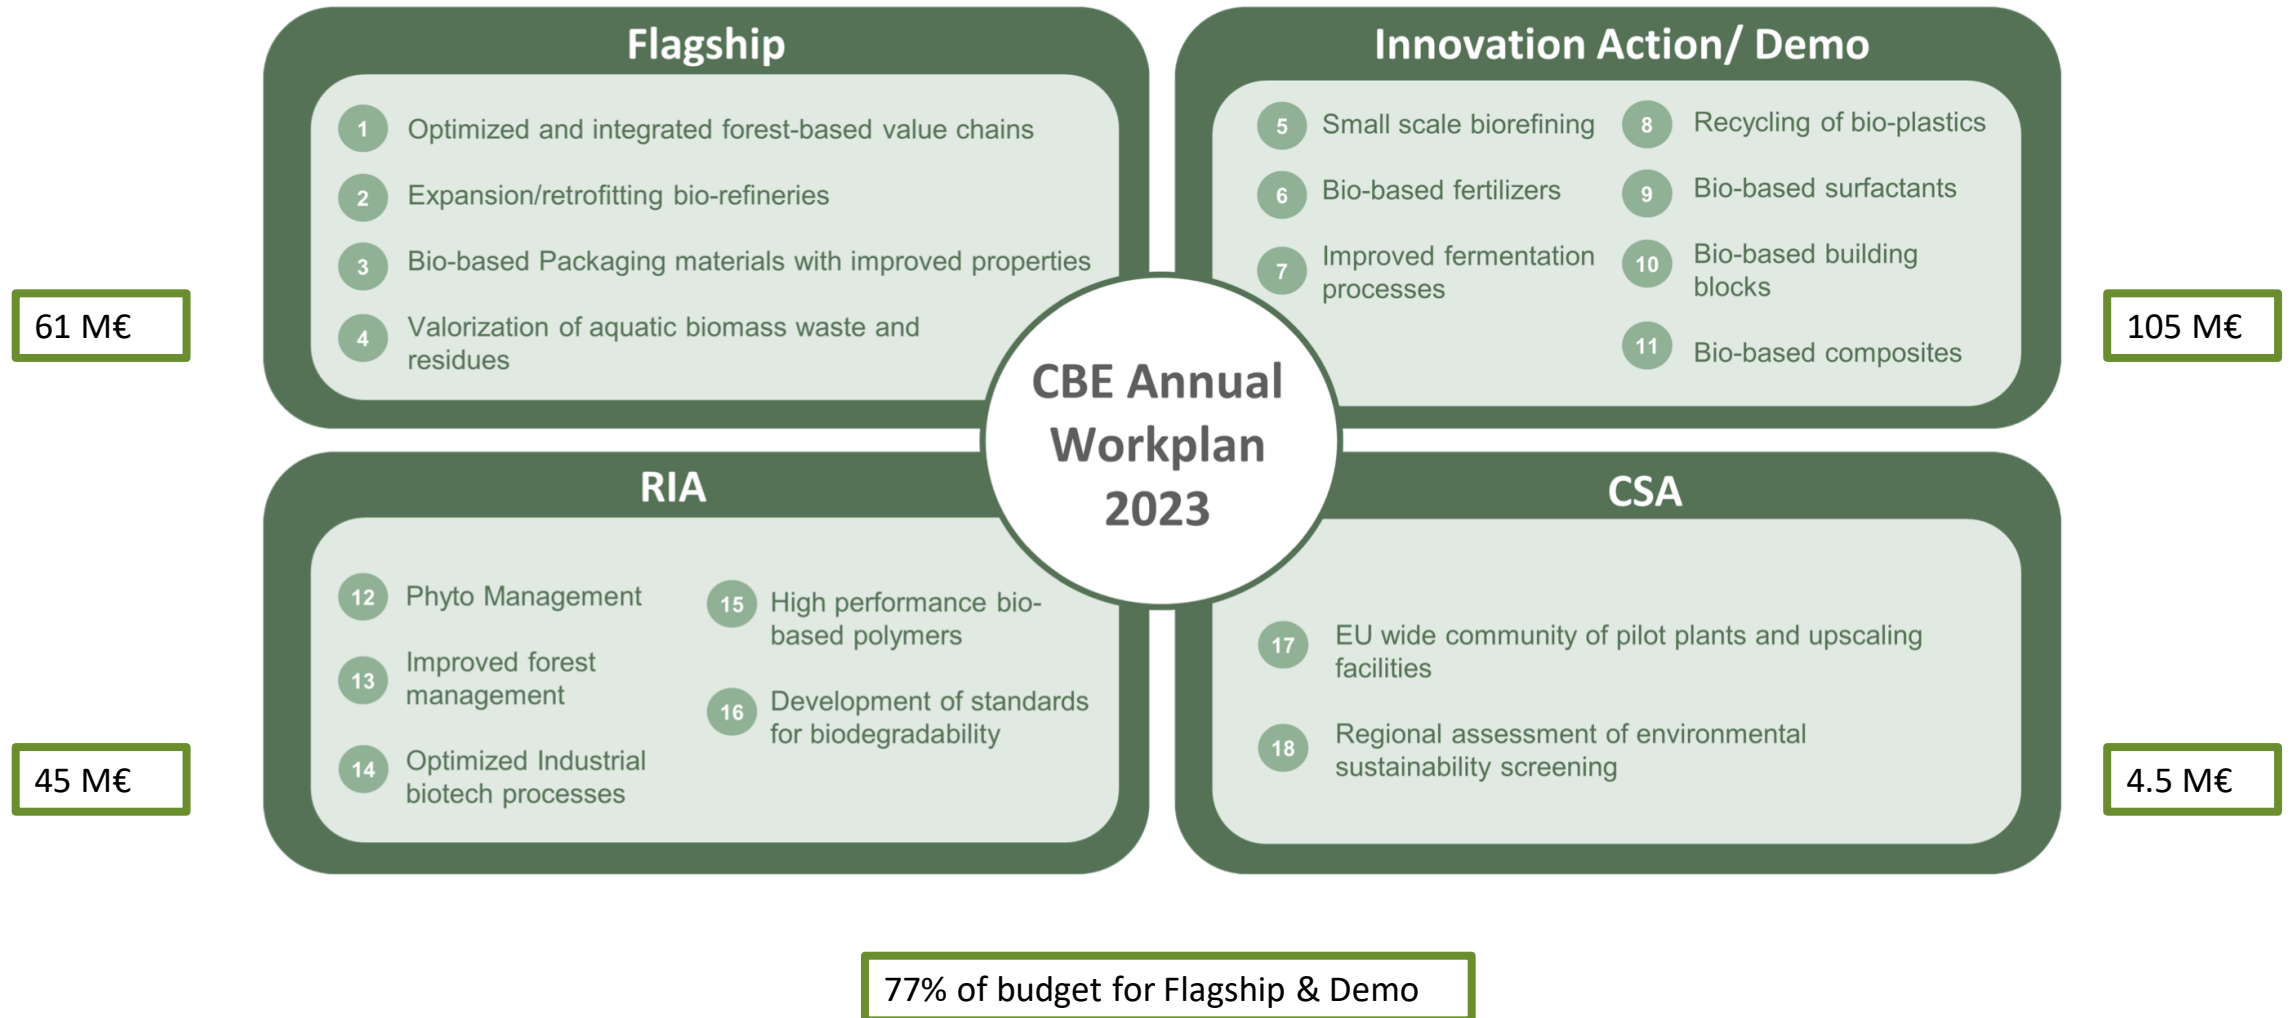 Flagship
1 Optimized and integrated forest-based value chains
2 Expansion/retrofitting bio-refineries
3 Bio-based Packaging materials with improved properties
4 Valorization of aquatic biomass waste and
residues
61 M€
Innovation Action/ Demo
5 Small scale biorefining
6 Bio-based fertilizers
7 Improved fermentation
processes
8 Recycling of bio-plastics
9 Bio-based surfactants
10 Bio-based building
blocks
11 Bio-based composites
105 M€
CBE Annual
Workplan
2023
RIA
12 Phyto Management
13 Improved forest
management
14 Optimized Industrial
biotech processes
15 High performance bio-
based polymers
16 Development of standards
for biodegradability
45 M€
CSA
17 EU wide community of pilot plants and upscaling
facilities
18 Regional assessment of environmental
sustainability screening
4.5 M€
77% of budget for Flagship & Demo